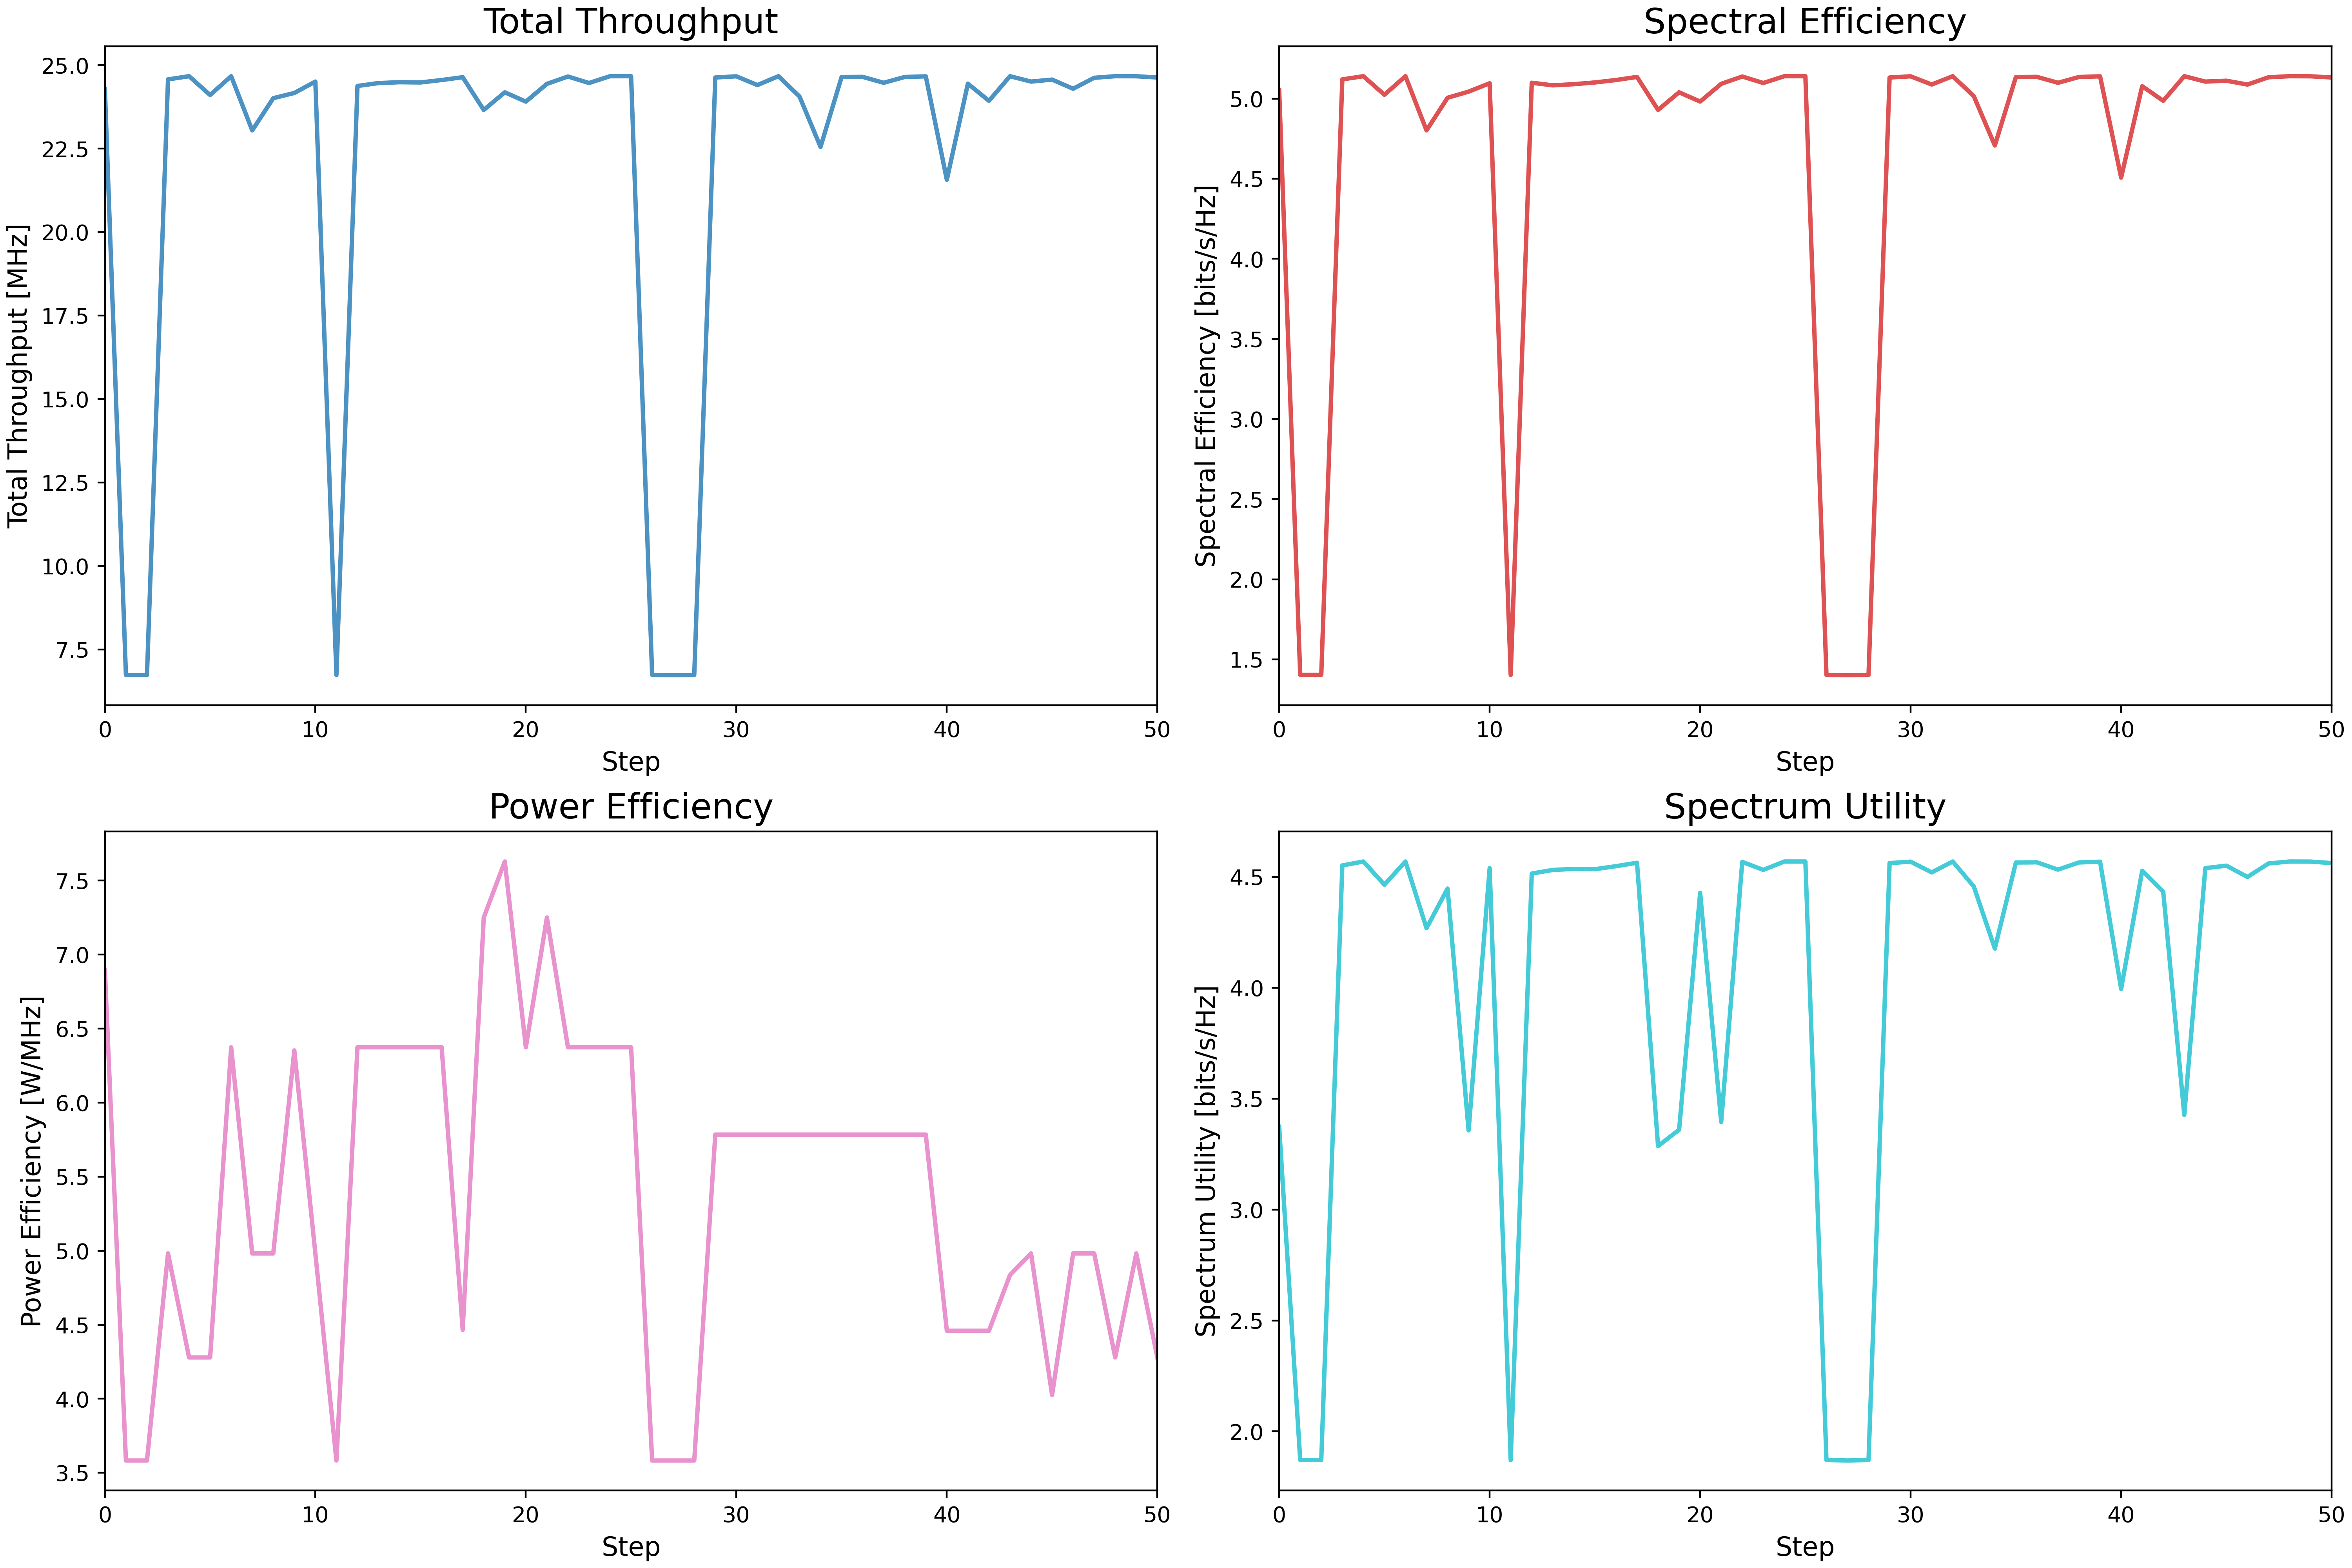 Total Throughput
Total Throughput [MHz]
25.0
22.5
20.0
17.5
15.0
12.5
10.0
7.5
0 10 20 30 40 50
Step
Spectral Efficiency
Spectral Efficiency [bits/s/Hz]
5.0
4.5
4.0
3.5
3.0
2.5
2.0
1.5
0 10 20 30 40 50
Step
Power Efficiency
Power Efficiency [W/MHz]
7.5
7.0
6.5
6.0
5.5
5.0
4.5
4.0
3.5
0 10 20 30 40 50
Step
Spectrum Utility
Spectrum Utility [bits/s/Hz]
4.5
4.0
3.5
3.0
2.5
2.0
0 10 20 30 40 50
Step